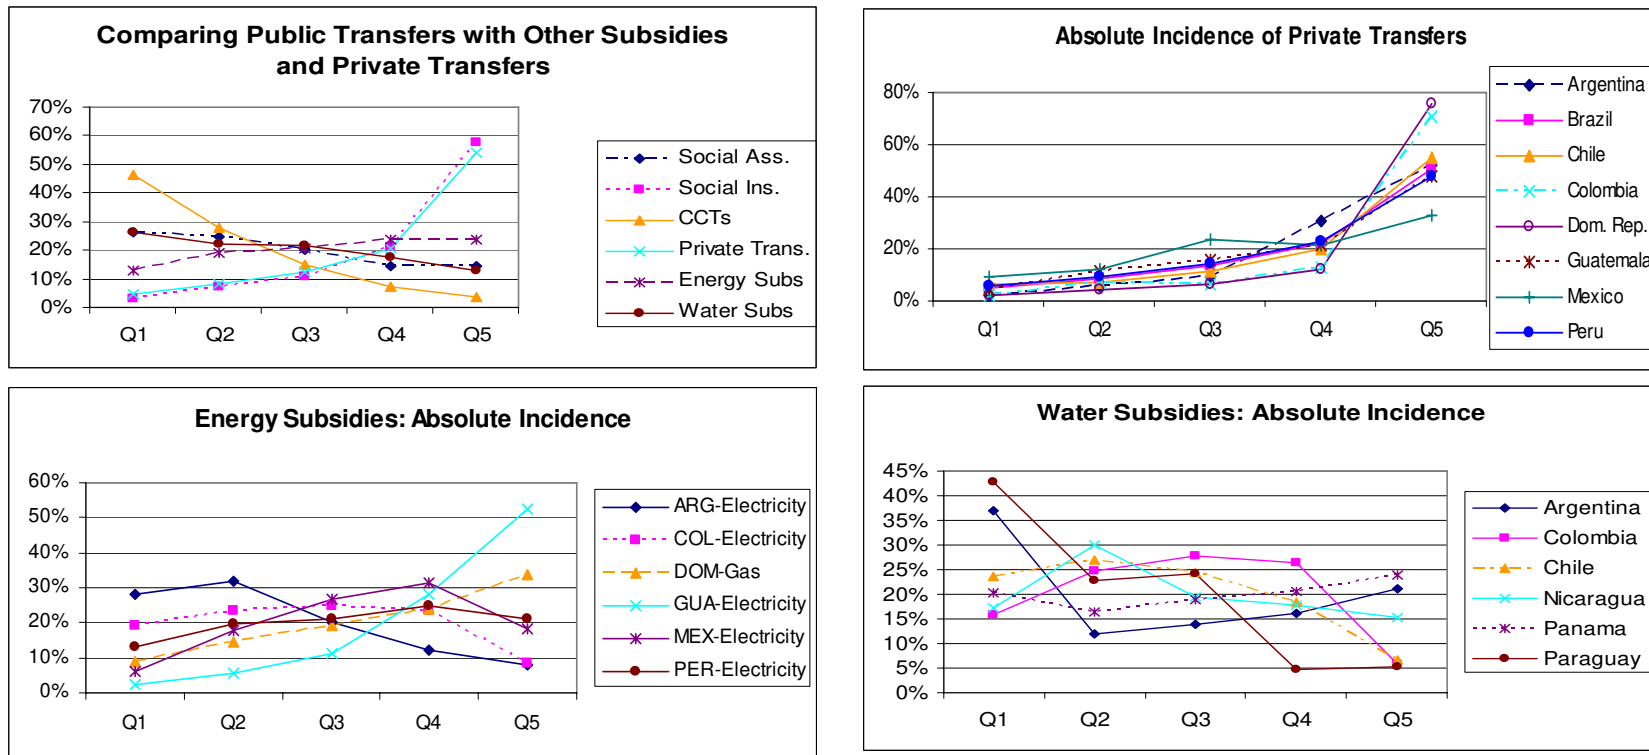 Comparing Public Transfers with Other Subsidies
and Private Transfers
70%
60%
50%
40%
30%
20%
10%
0%
Q1 Q2 Q3 Q4 Q5
Social Ass.
Social Ins.
CCTs
Private Trans.
Energy Subs
Water Subs
Absolute Incidence of Private Transfers
80%
60%
40%
20%
0%
Q1 Q2 Q3 Q4 Q5
Argentina
Brazil
Chile
Colombia
Dom. Rep.
Guatemala
Mexico
Peru
Energy Subsidies: Absolute Incidence
60%
50%
40%
30%
20%
10%
0%
Q1 Q2 Q3 Q4 Q5
ARG-Electricity
COL-Electricity
DOM-Gas
GUA-Electricity
MEX-Electricity
PER-Electricity
Water Subsidies: Absolute Incidence
45%
40%
35%
30%
25%
20%
15%
10%
5%
0%
Q1 Q2 Q3 Q4 Q5
Argentina
Colombia
Chile
Nicaragua
Panama
Paraguay